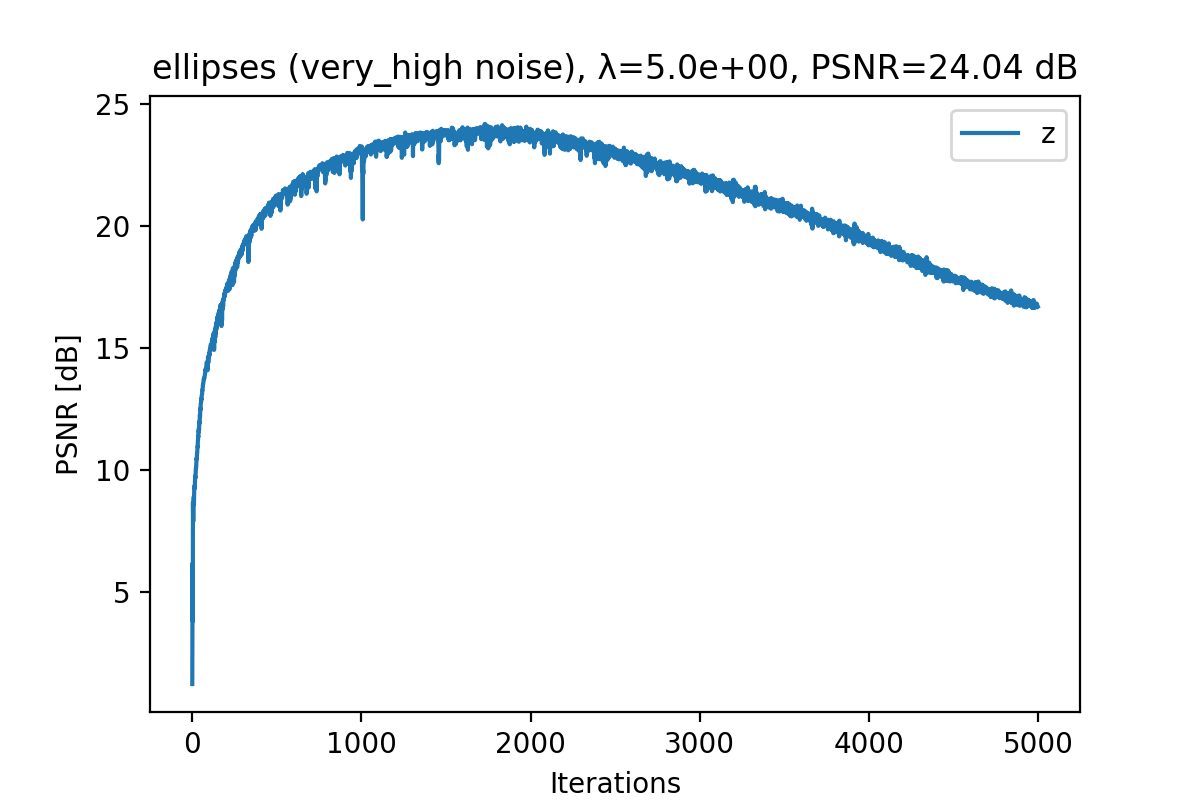 ellipses (very_high noise), λ=5.0e+00, PSNR=24.04 dB
z
25
20
15
10
5
PSNR [dB]
0 1000 2000 3000 4000 5000
Iterations